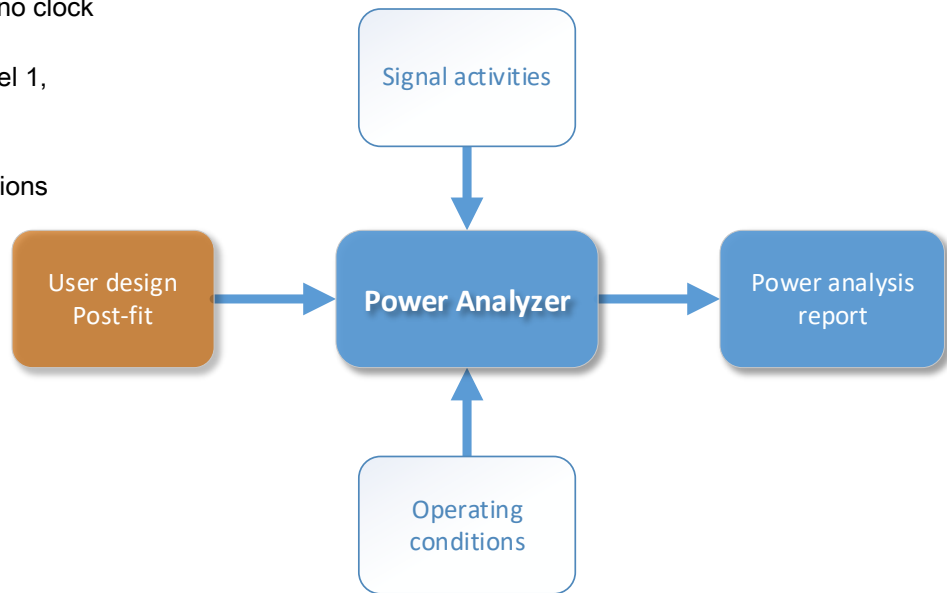 no clock
el 1,
ions
Signal activities
User design
Post-fit
Power Analyzer
Power analysis
report
Operating
conditions